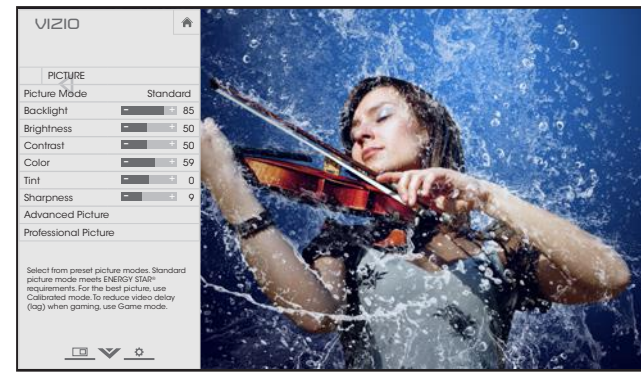 VIZIO
PICTURE
Picture Mode Standard
Backlight - + 85
Brightness - + 50
Contrast - + 50
Color - + 59
Tint - + 0
Sharpness - + 9
Advanced Picture
Professional Picture
Select from preset picture modes. Standard
picture mode meets ENERGY STAR®
requirements. For the best picture, use
Calibrated mode. To reduce video delay
(lag) when gaming, use Game mode.